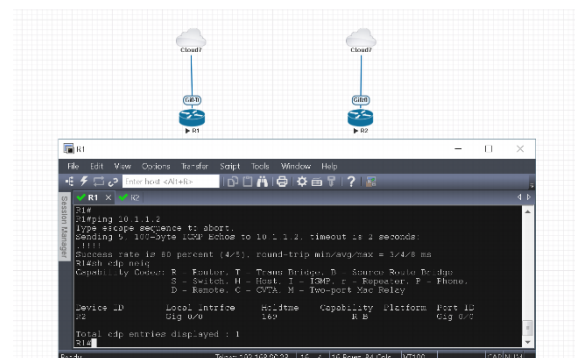 Cloud7
Cloud7
Gi0/0
Gi0/0
R1
R2
R1
File Edit View Options Transfer Script Tools Window Help
Enter host <Alt+R>
R1
R2
Session Manager
R1#
R1#ping 10.1.1.2
Type escape sequence to abort.
Sending 5, 100-byte ICMP Echos to 10.1.1.2, timeout is 2 seconds:
.!!!!
Success rate is 80 percent (4/5), round-trip min/avg/max = 3/4/8 ms
R1#sh cdp neig
Capability Codes: R - Router, T - Trans Bridge, B - Source Route Bridge
S - Switch, H - Host, I - IGMP, r - Repeater, P - Phone,
D - Remote, C - CVTA, M - Two-port Mac Relay
Device ID Local Intrfce Holdtme Capability Platform Port ID
R2 Gig 0/0 169 R B Gig 0/0
Total cdp entries displayed : 1
R1#
Ready
VT100